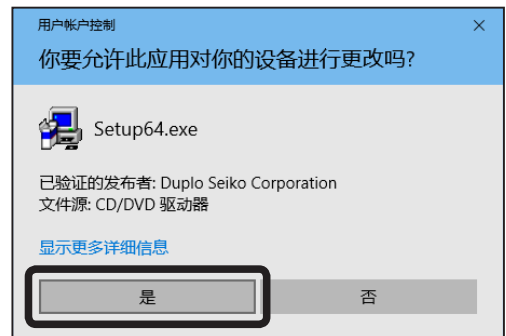 用户帐户控制
你要允许此应用对你的设备进行更改吗?
Setup64.exe
已验证的发布者: Duplo Seiko Corporation
文件源: CD/DVD 驱动器
显示更多详细信息
是
否